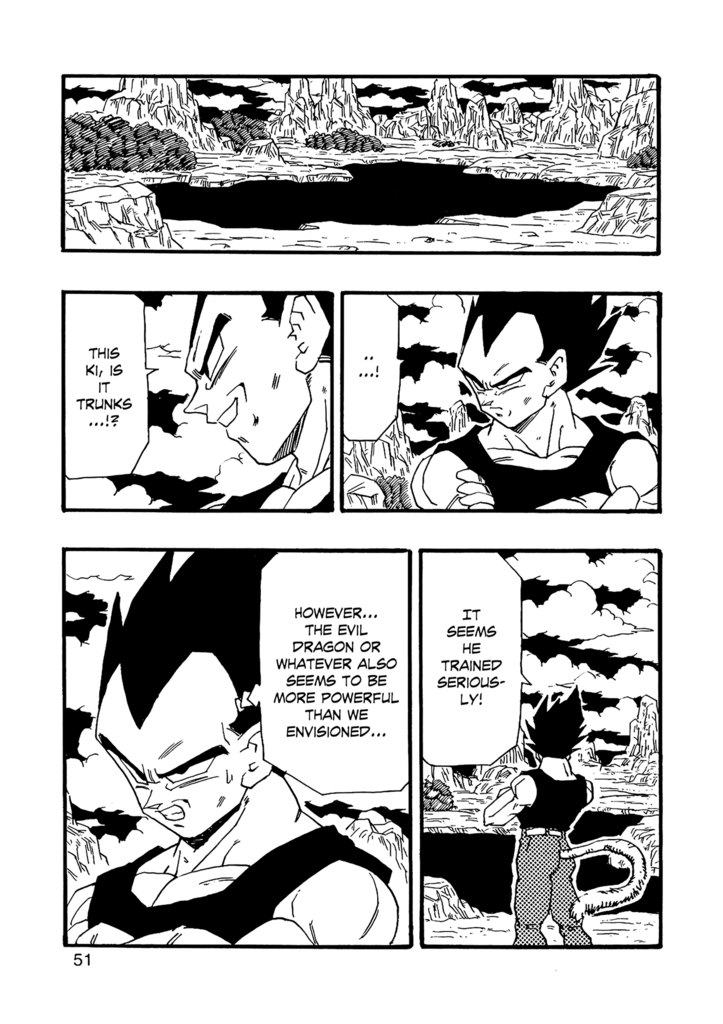 ..
...!
THIS
KI, IS
IT
TRUNKS
...!?
IT
SEEMS
HE
TRAINED
SERIOUS-
LY!
HOWEVER...
THE EVIL
DRAGON OR
WHATEVER ALSO
SEEMS TO BE
MORE POWERFUL
THAN WE
ENVISIONED...
51